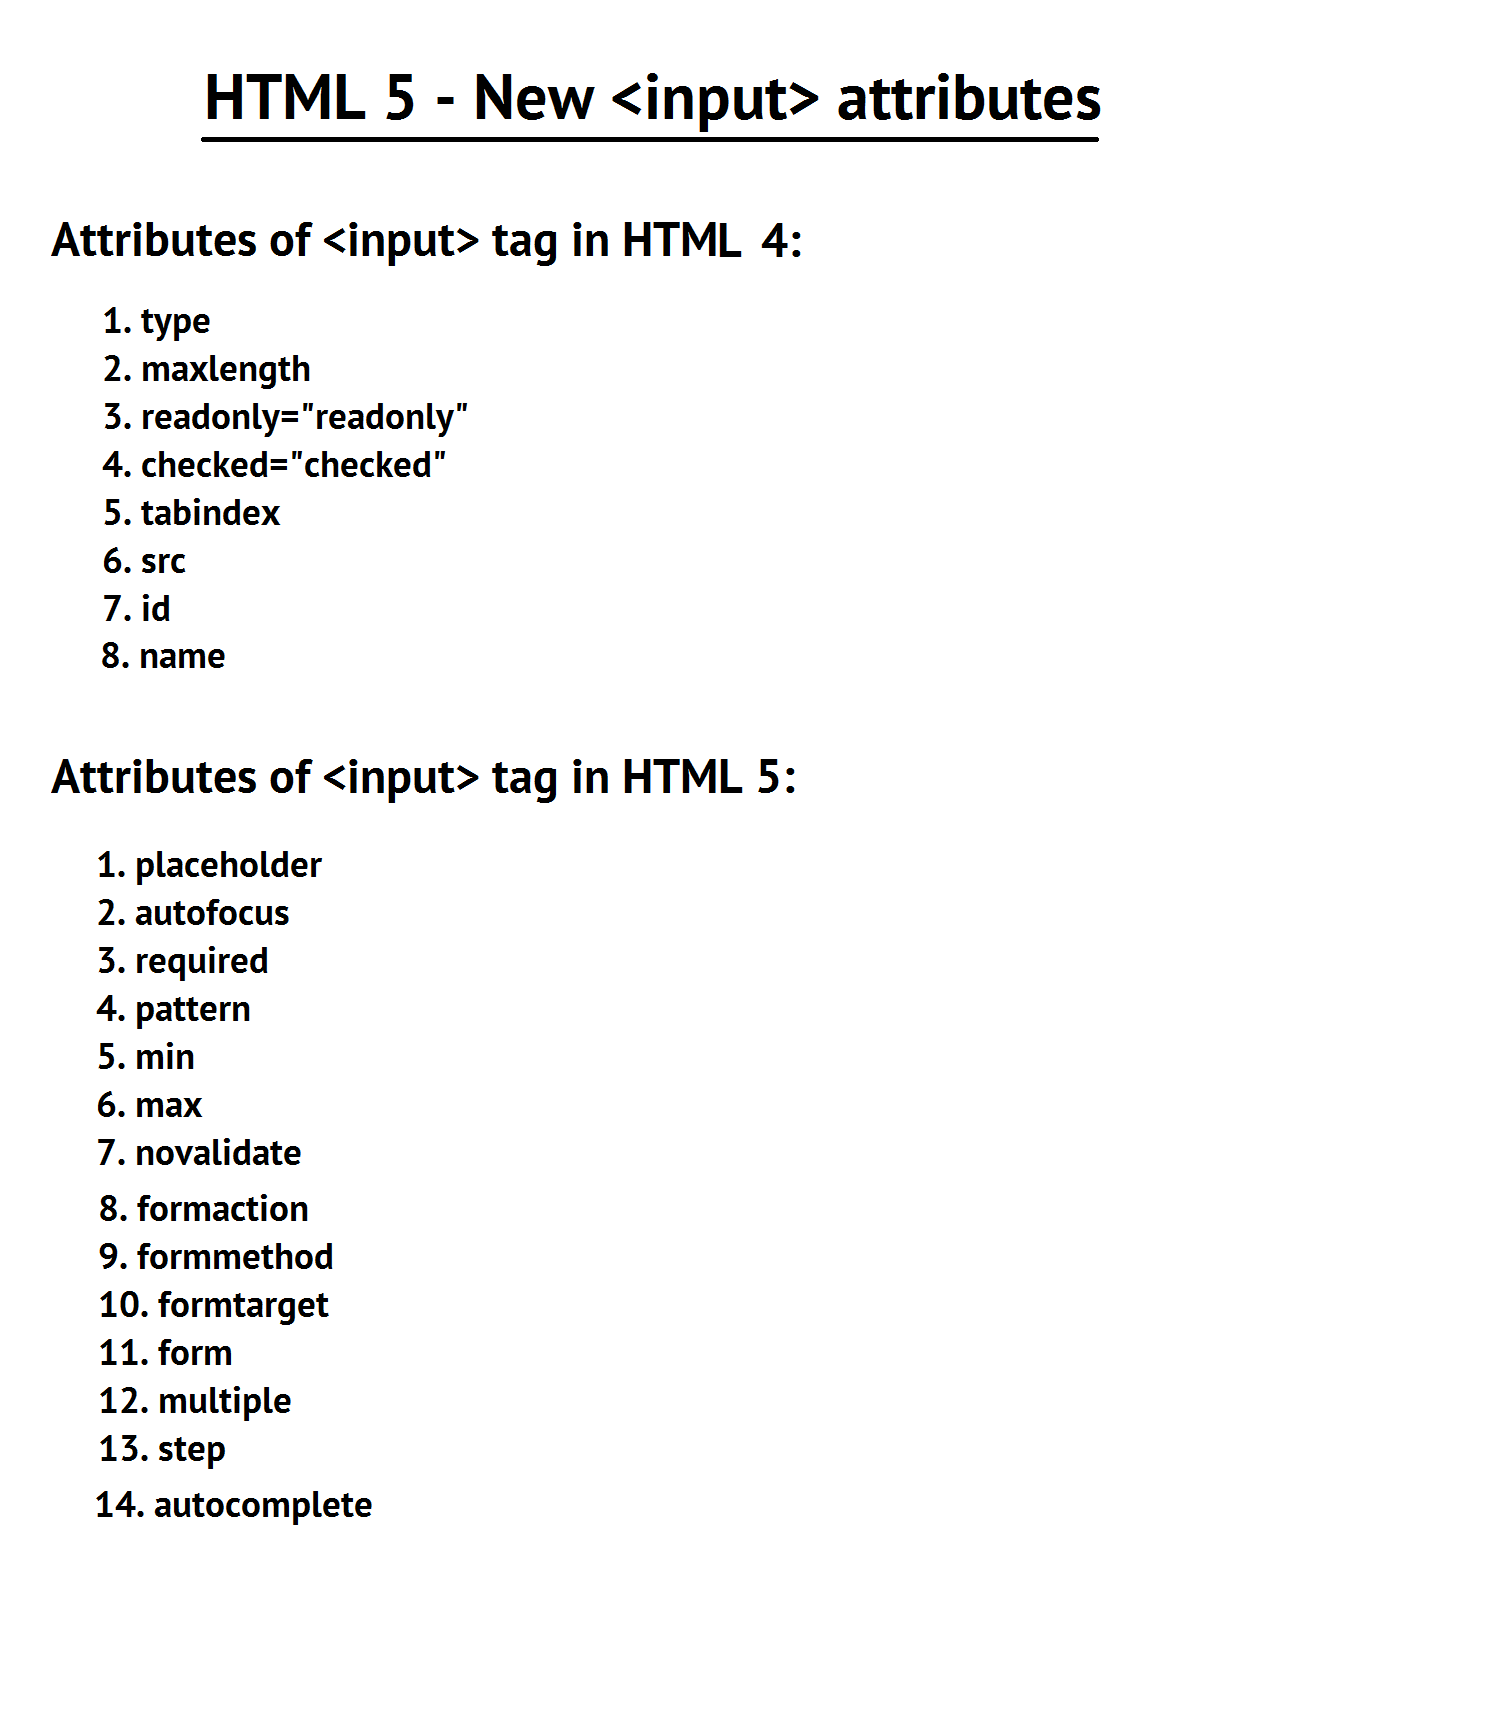 HTML 5 - New <input> attributes
Attributes of <input> tag in HTML 4:
1. type
2. maxlength
3. readonly="readonly"
4. checked="checked"
5. tabindex
6. src
7. id
8. name
Attributes of <input> tag in HTML 5:
1. placeholder
2. autofocus
3. required
4. pattern
5. min
6. max
7. novalidate
8. formaction
9. formmethod
10. formtarget
11. form
12. multiple
13. step
14. autocomplete